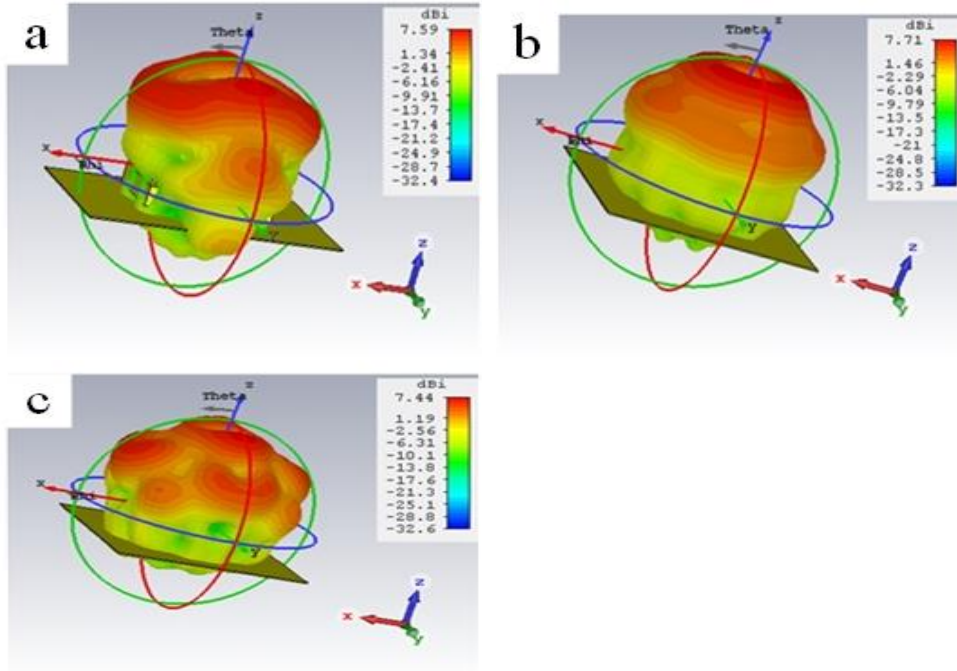 a
dBi
7.59
1.34
-2.41
-6.16
-9.91
-13.7
-17.4
-21.2
-24.9
-28.7
-32.4
z
Theta
x
Phi
Y
z
x
y
b
dBi
7.71
1.46
-2.29
-6.04
-9.79
-13.5
-17.3
-21
-24.8
-28.5
-32.3
z
Theta
x
Phi
y
z
x
y
c
dBi
7.44
1.19
-2.56
-6.31
-10.1
-13.8
-17.6
-21.3
-25.1
-28.8
-32.6
z
Theta
x
Phi
Y
z
x
y